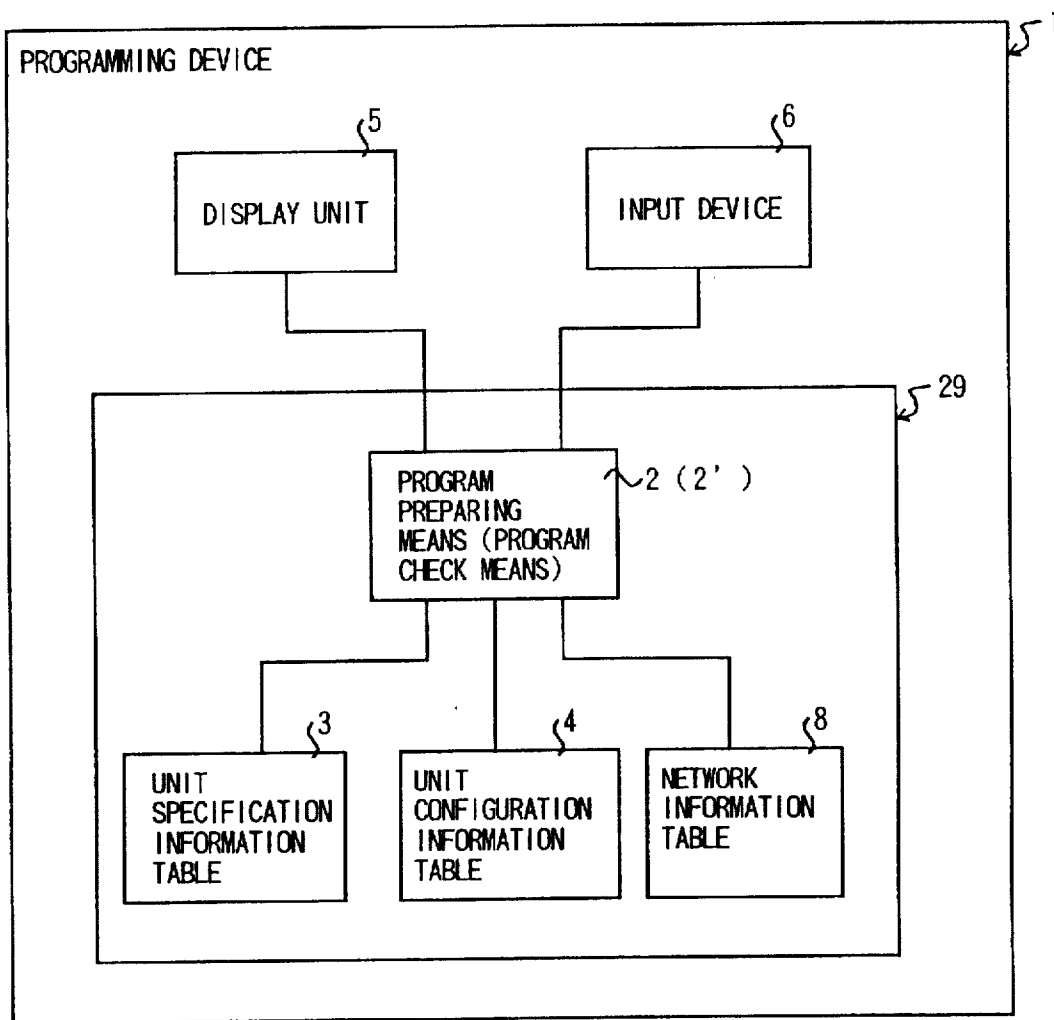 1
PROGRAMMING DEVICE
5
6
DISPLAY UNIT
INPUT DEVICE
29
PROGRAM
PREPARING
MEANS (PROGRAM
CHECK MEANS)
2 (2')
3
4
8
UNIT
SPECIFICATION
INFORMATION
TABLE
UNIT
CONFIGURATION
INFORMATION
TABLE
NETWORK
INFORMATION
TABLE